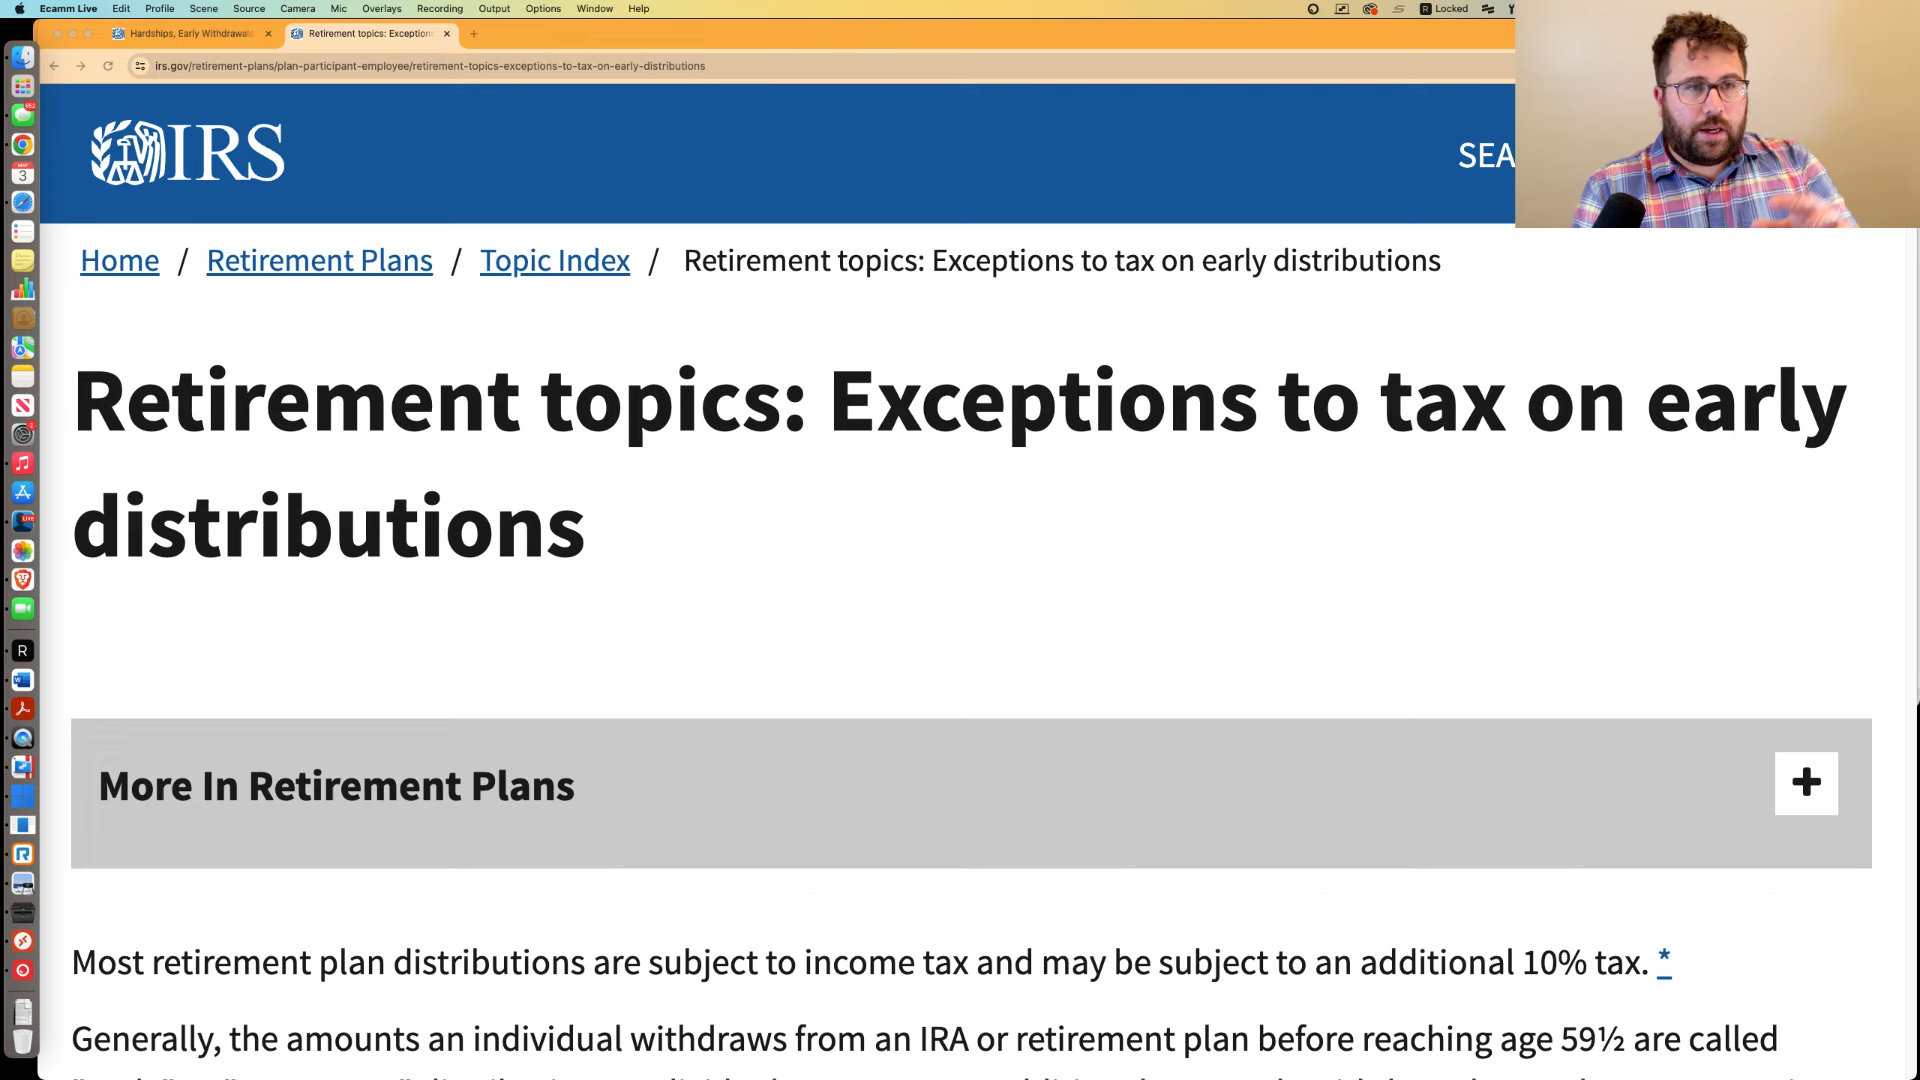 Ecamm Live Edit Profile Scene Source Camera Mic Overlays Recording Output Options Window Help
Locked
Hardships, Early Withdrawals
Retirement topics: Exceptions
irs.gov/retirement-plans/plan-participant-employee/retirement-topics-exceptions-to-tax-on-early-distributions
IRS
SEA
Home / Retirement Plans / Topic Index / Retirement topics: Exceptions to tax on early distributions
Retirement topics: Exceptions to tax on early
distributions
More In Retirement Plans
+
Most retirement plan distributions are subject to income tax and may be subject to an additional 10% tax. *
Generally, the amounts an individual withdraws from an IRA or retirement plan before reaching age 59½ are called